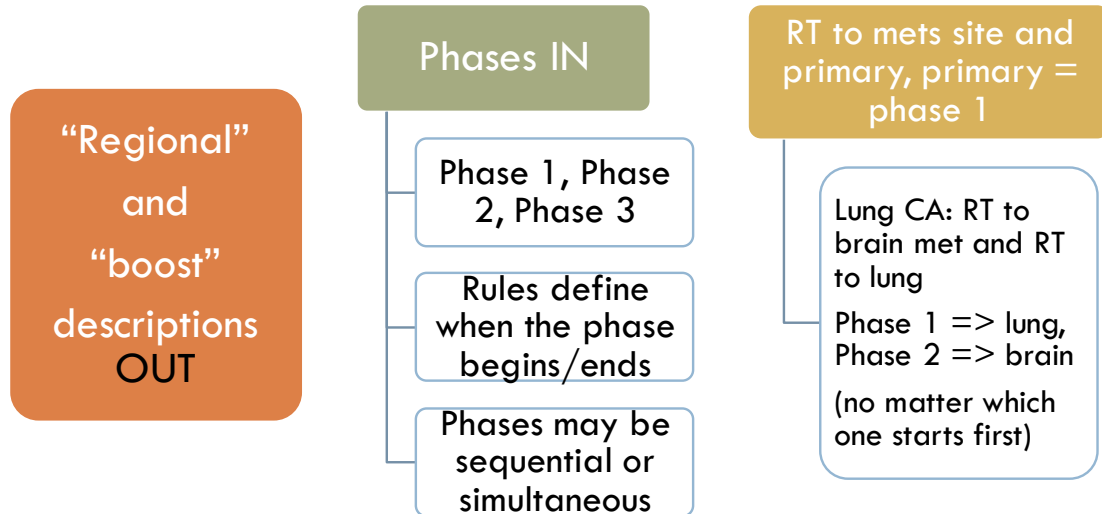 “Regional”
and
“boost”
descriptions
OUT
Phases IN
Phase 1, Phase
2, Phase 3
Rules define
when the phase
begins/ends
Phases may be
sequential or
simultaneous
RT to mets site and
primary, primary =
phase 1
Lung CA: RT to
brain met and RT
to lung
Phase 1 => lung,
Phase 2 => brain
(no matter which
one starts first)